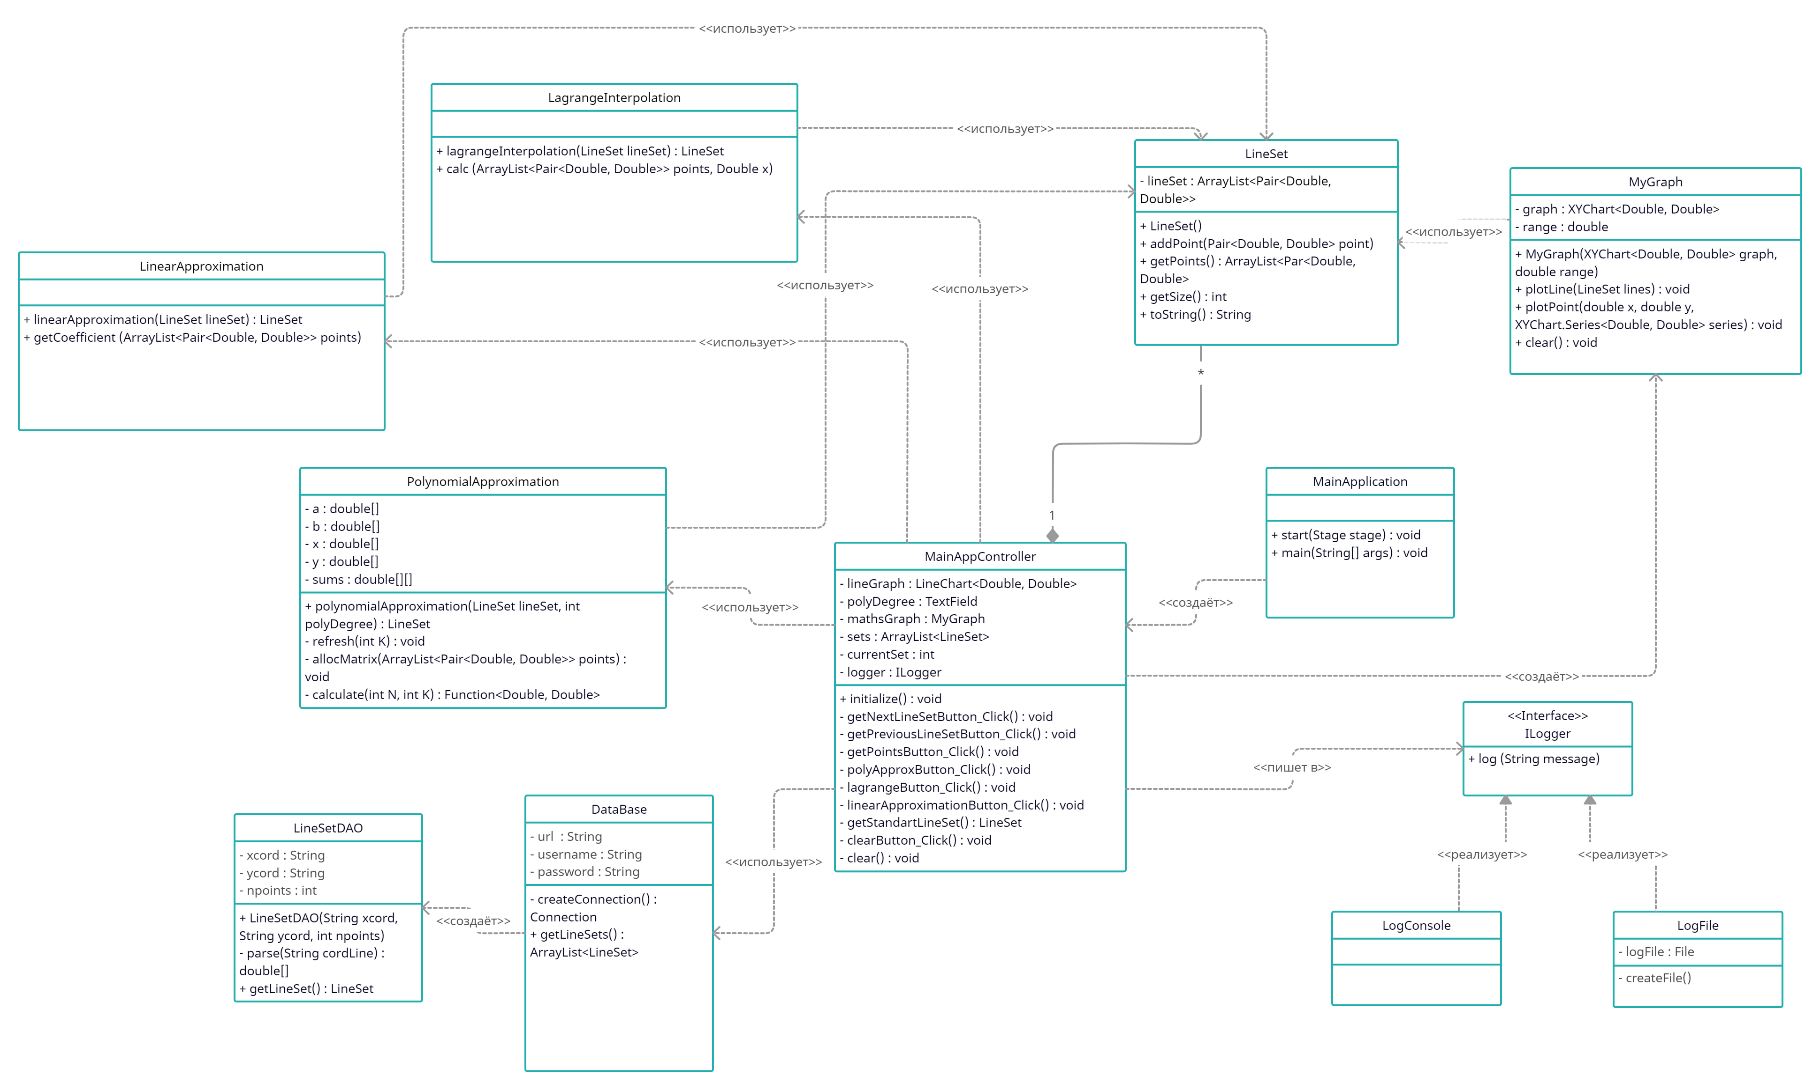 <<использует>>
LagrangeInterpolation
+ lagrangeInterpolation(LineSet lineSet) : LineSet
+ calc (ArrayList<Pair<Double, Double>> points, Double x)
<<использует>>
LineSet
- lineSet : ArrayList<Pair<Double,
Double>>
+ LineSet()
+ addPoint(Pair<Double, Double> point)
+ getPoints() : ArrayList<Par<Double,
Double>
+ getSize() : int
+ toString() : String
MyGraph
- graph : XYChart<Double, Double>
- range : double
+ MyGraph(XYChart<Double, Double> graph,
double range)
+ plotLine(LineSet lines) : void
+ plotPoint(double x, double y,
XYChart.Series<Double, Double> series) : void
+ clear() : void
<<использует>>
LinearApproximation
+ linearApproximation(LineSet lineSet) : LineSet
+ getCoefficient (ArrayList<Pair<Double, Double>> points)
<<использует>>
<<использует>>
<<использует>>
*
1
PolynomialApproximation
- a : double[]
- b : double[]
- x : double[]
- y : double[]
- sums : double[][]
+ polynomialApproximation(LineSet lineSet, int
polyDegree) : LineSet
- refresh(int K) : void
- allocMatrix(ArrayList<Pair<Double, Double>> points) :
void
- calculate(int N, int K) : Function<Double, Double>
<<использует>>
MainAppController
- lineGraph : LineChart<Double, Double>
- polyDegree : TextField
- mathsGraph : MyGraph
- sets : ArrayList<LineSet>
- currentSet : int
- logger : ILogger
+ initialize() : void
- getNextLineSetButton_Click() : void
- getPreviousLineSetButton_Click() : void
- getPointsButton_Click() : void
- polyApproxButton_Click() : void
- lagrangeButton_Click() : void
- linearApproximationButton_Click() : void
- getStandartLineSet() : LineSet
- clearButton_Click() : void
- clear() : void
MainApplication
+ start(Stage stage) : void
+ main(String[] args) : void
<<создаёт>>
<<создаёт>>
<<Interface>>
ILogger
+ log (String message)
<<пишет в>>
<<реализует>>
<<реализует>>
LogConsole
LogFile
- logFile : File
- createFile()
<<использует>>
DataBase
- url  : String
- username : String
- password : String
- createConnection() :
Connection
+ getLineSets() :
ArrayList<LineSet>
<<создаёт>>
LineSetDAO
- xcord : String
- ycord : String
- npoints : int
+ LineSetDAO(String xcord,
String ycord, int npoints)
- parse(String cordLine) :
double[]
+ getLineSet() : LineSet